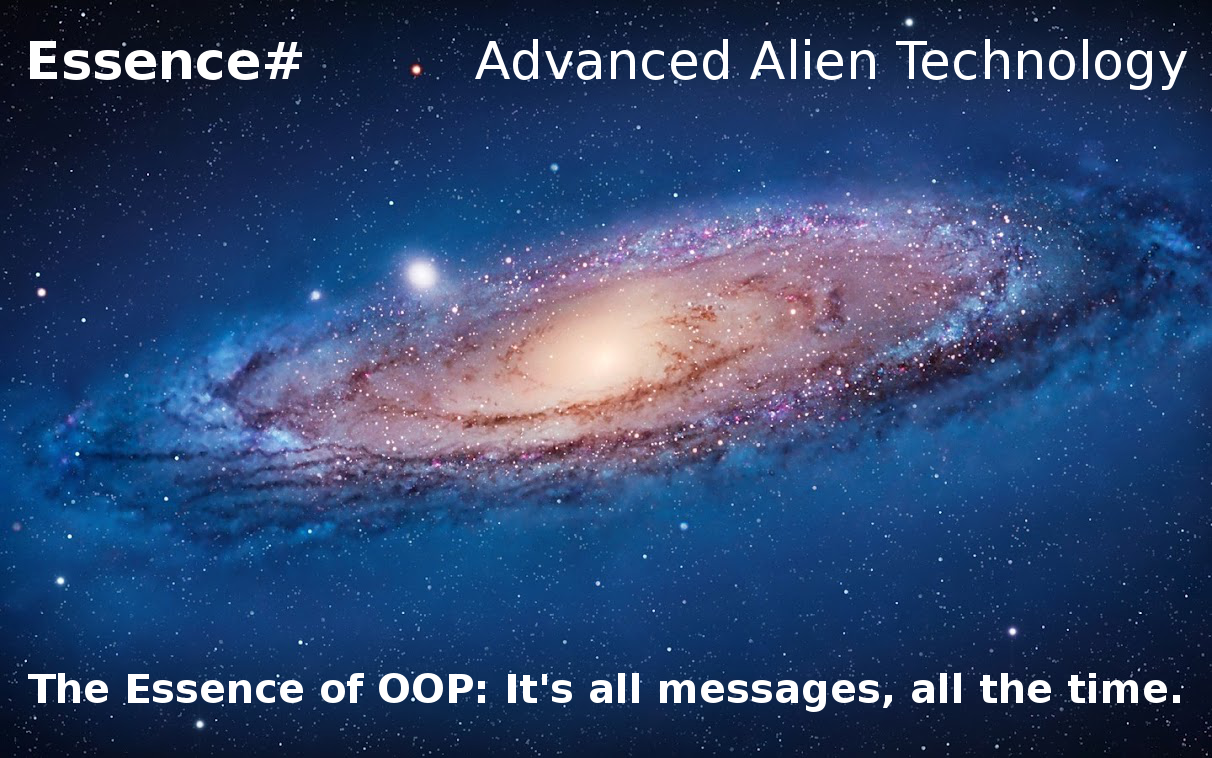 Essence# Advanced Alien Technology
The Essence of OOP: It's all messages, all the time.